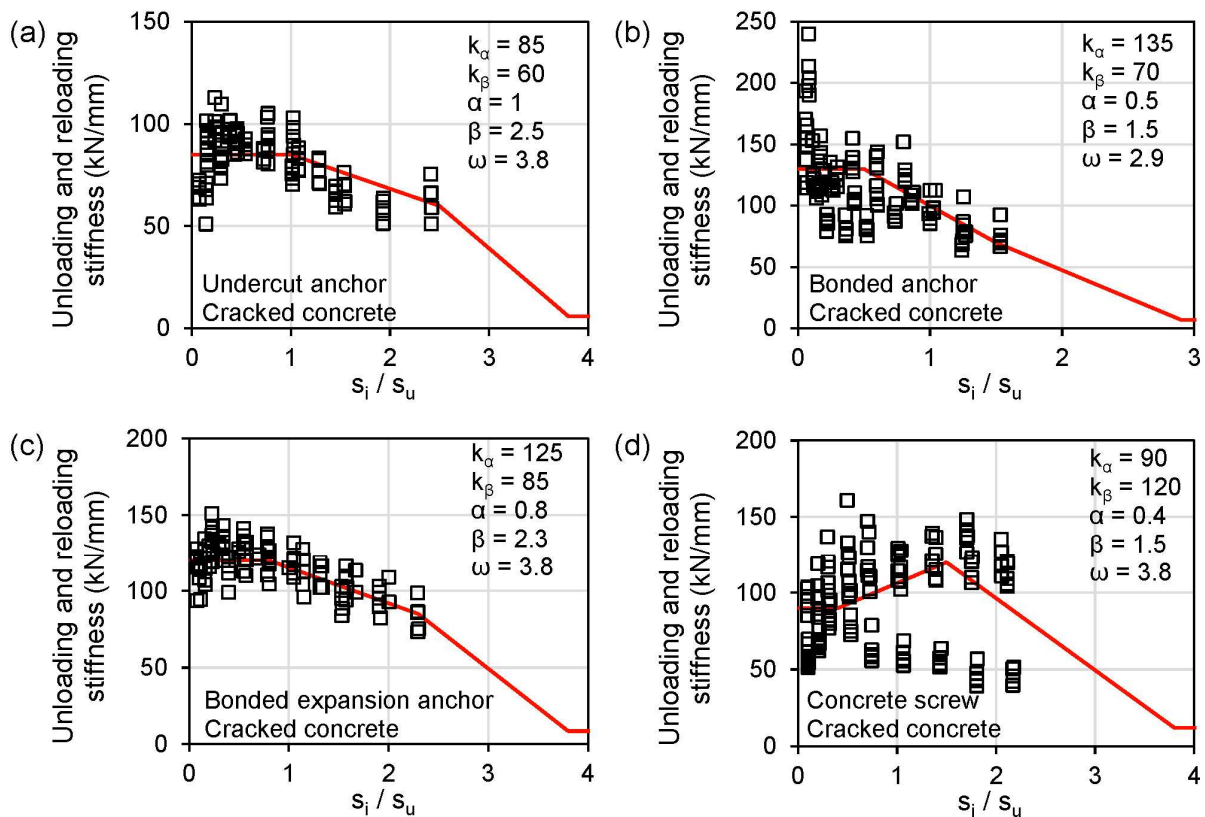 (a)
Unloading and reloading
stiffness (kN/mm)
150
100
50
0
kα = 85
kβ = 60
α = 1
β = 2.5
ω = 3.8
Undercut anchor
Cracked concrete
0 1 2 3 4
si / su
(b)
Unloading and reloading
stiffness (kN/mm)
250
200
150
100
50
0
kα = 135
kβ = 70
α = 0.5
β = 1.5
ω = 2.9
Bonded anchor
Cracked concrete
0 1 2 3
si / su
(c)
Unloading and reloading
stiffness (kN/mm)
200
150
100
50
0
kα = 125
kβ = 85
α = 0.8
β = 2.3
ω = 3.8
Bonded expansion anchor
Cracked concrete
0 1 2 3 4
si / su
(d)
Unloading and reloading
stiffness (kN/mm)
200
150
100
50
0
kα = 90
kβ = 120
α = 0.4
β = 1.5
ω = 3.8
Concrete screw
Cracked concrete
0 1 2 3 4
si / su